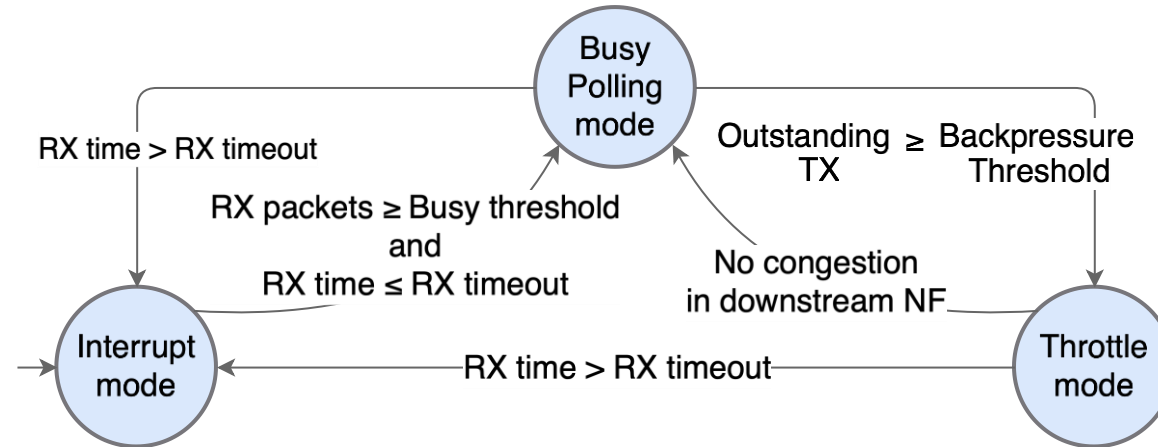 Busy
Polling
mode
RX time > RX timeout
Outstanding ≥ Backpressure
TX Threshold
RX packets ≥ Busy threshold
and
RX time ≤ RX timeout
No congestion
in downstream NF
Interrupt
mode
RX time > RX timeout
Throttle
mode